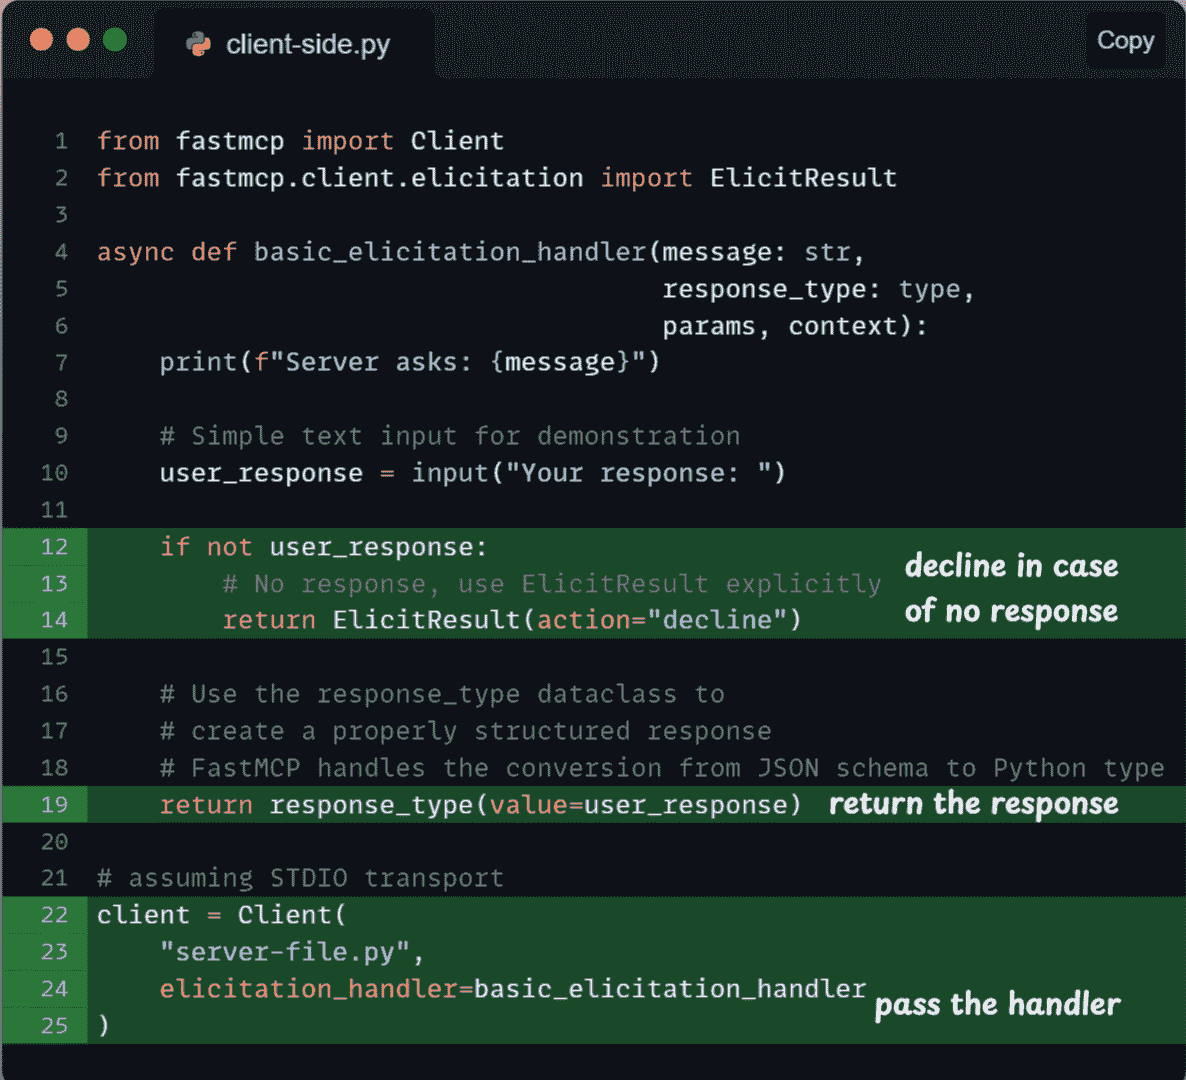 client-side.py
Copy
1 from fastmcp import Client
2 from fastmcp.client.elicitation import ElicitResult
3
4 async def basic_elicitation_handler(message: str,
5                                     response_type: type,
6                                     params, context):
7     print(f"Server asks: {message}")
8
9     # Simple text input for demonstration
10     user_response = input("Your response: ")
11
12     if not user_response:
13         # No response, use ElicitResult explicitly
14         return ElicitResult(action="decline")
decline in case
of no response
15
16     # Use the response_type dataclass to
17     # create a properly structured response
18     # FastMCP handles the conversion from JSON schema to Python type
19     return response_type(value=user_response) return the response
20
21 # assuming STDIO transport
22 client = Client(
23     "server-file.py",
24     elicitation_handler=basic_elicitation_handler
25 )
pass the handler